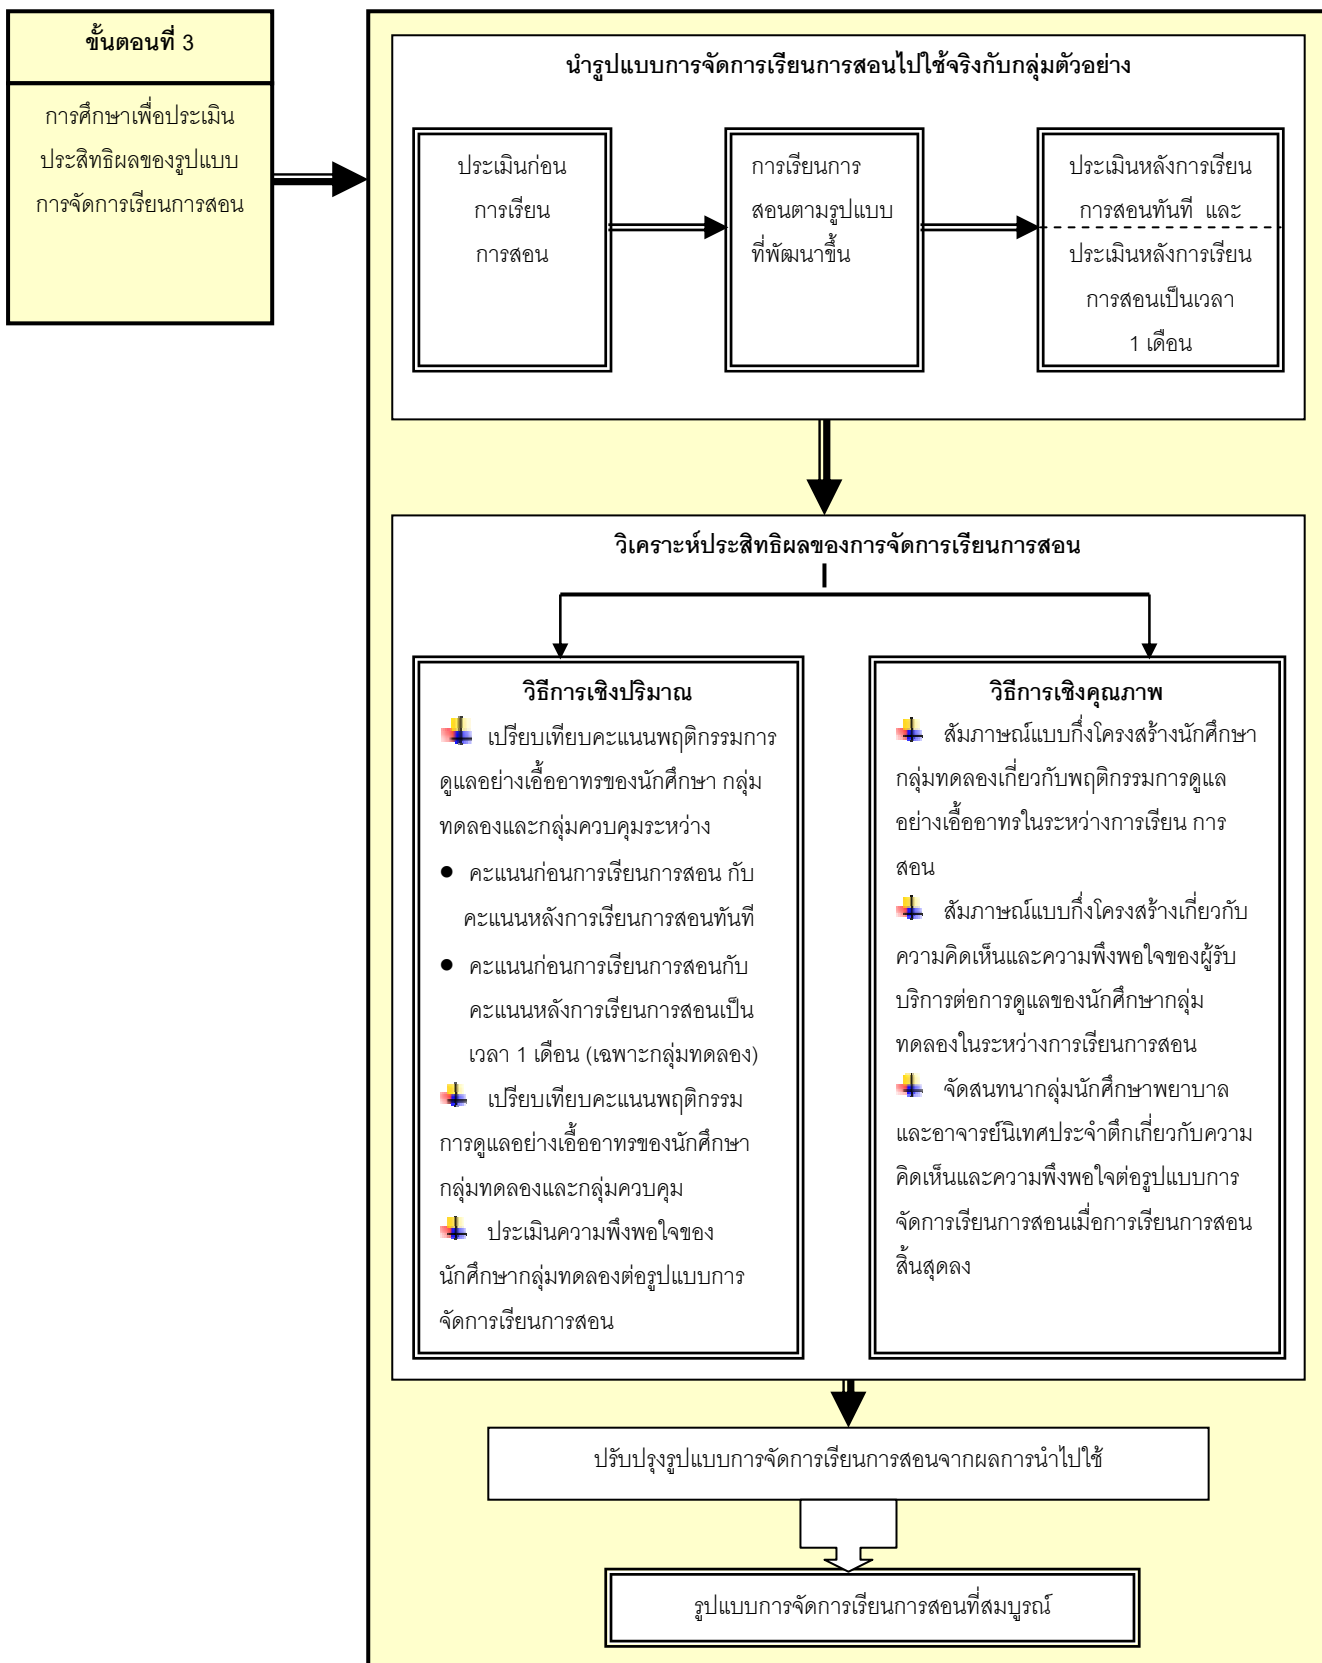 ขั้นตอนที่ 3
การศึกษาเพื่อประเมิน
ประสิทธิผลของรูปแบบ
การจัดการเรียนการสอน
นำรูปแบบการจัดการเรียนการสอนไปใช้จริงกับกลุ่มตัวอย่าง
ประเมินก่อน
การเรียน
การสอน
การเรียนการ
สอนตามรูปแบบ
ที่พัฒนาขึ้น
ประเมินหลังการเรียน
การสอนทันที และ
ประเมินหลังการเรียน
การสอนเป็นเวลา
1 เดือน
วิเคราะห์ประสิทธิผลของการจัดการเรียนการสอน
วิธีการเชิงปริมาณ
เปรียบเทียบคะแนนพฤติกรรมการ
ดูแลอย่างเอื้ออาทรของนักศึกษา กลุ่ม
ทดลองและกลุ่มควบคุมระหว่าง
● คะแนนก่อนการเรียนการสอน กับ
คะแนนหลังการเรียนการสอนทันที
● คะแนนก่อนการเรียนการสอนกับ
คะแนนหลังการเรียนการสอนเป็น
เวลา 1 เดือน (เฉพาะกลุ่มทดลอง)
เปรียบเทียบคะแนนพฤติกรรม
การดูแลอย่างเอื้ออาทรของนักศึกษา
กลุ่มทดลองและกลุ่มควบคุม
ประเมินความพึงพอใจของ
นักศึกษากลุ่มทดลองต่อรูปแบบการ
จัดการเรียนการสอน
วิธีการเชิงคุณภาพ
สัมภาษณ์แบบกึ่งโครงสร้างนักศึกษา
กลุ่มทดลองเกี่ยวกับพฤติกรรมการดูแล
อย่างเอื้ออาทรในระหว่างการเรียน การ
สอน
สัมภาษณ์แบบกึ่งโครงสร้างเกี่ยวกับ
ความคิดเห็นและความพึงพอใจของผู้รับ
บริการต่อการดูแลของนักศึกษากลุ่ม
ทดลองในระหว่างการเรียนการสอน
จัดสนทนากลุ่มนักศึกษาพยาบาล
และอาจารย์นิเทศประจำตึกเกี่ยวกับความ
คิดเห็นและความพึงพอใจต่อรูปแบบการ
จัดการเรียนการสอนเมื่อการเรียนการสอน
สิ้นสุดลง
ปรับปรุงรูปแบบการจัดการเรียนการสอนจากผลการนำไปใช้
รูปแบบการจัดการเรียนการสอนที่สมบูรณ์